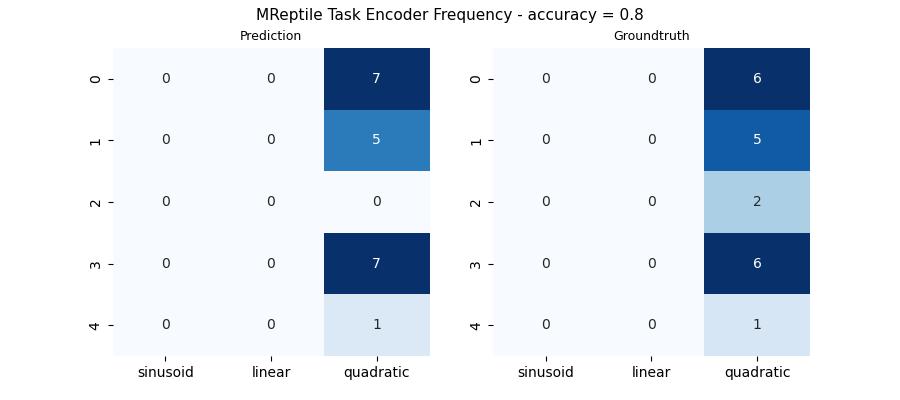 MReptile Task Encoder Frequency - accuracy = 0.8
Prediction Groundtruth
0 0 0 7 0 0 0 6
1 0 0 5 1 0 0 5
2 0 0 0 2 0 0 2
3 0 0 7 3 0 0 6
4 0 0 1 4 0 0 1
sinusoid linear quadratic sinusoid linear quadratic